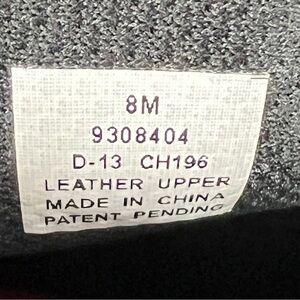 8M
9308404
D-13 CH196
LEATHER UPPER
MADE IN CHINA
PATENT PENDING